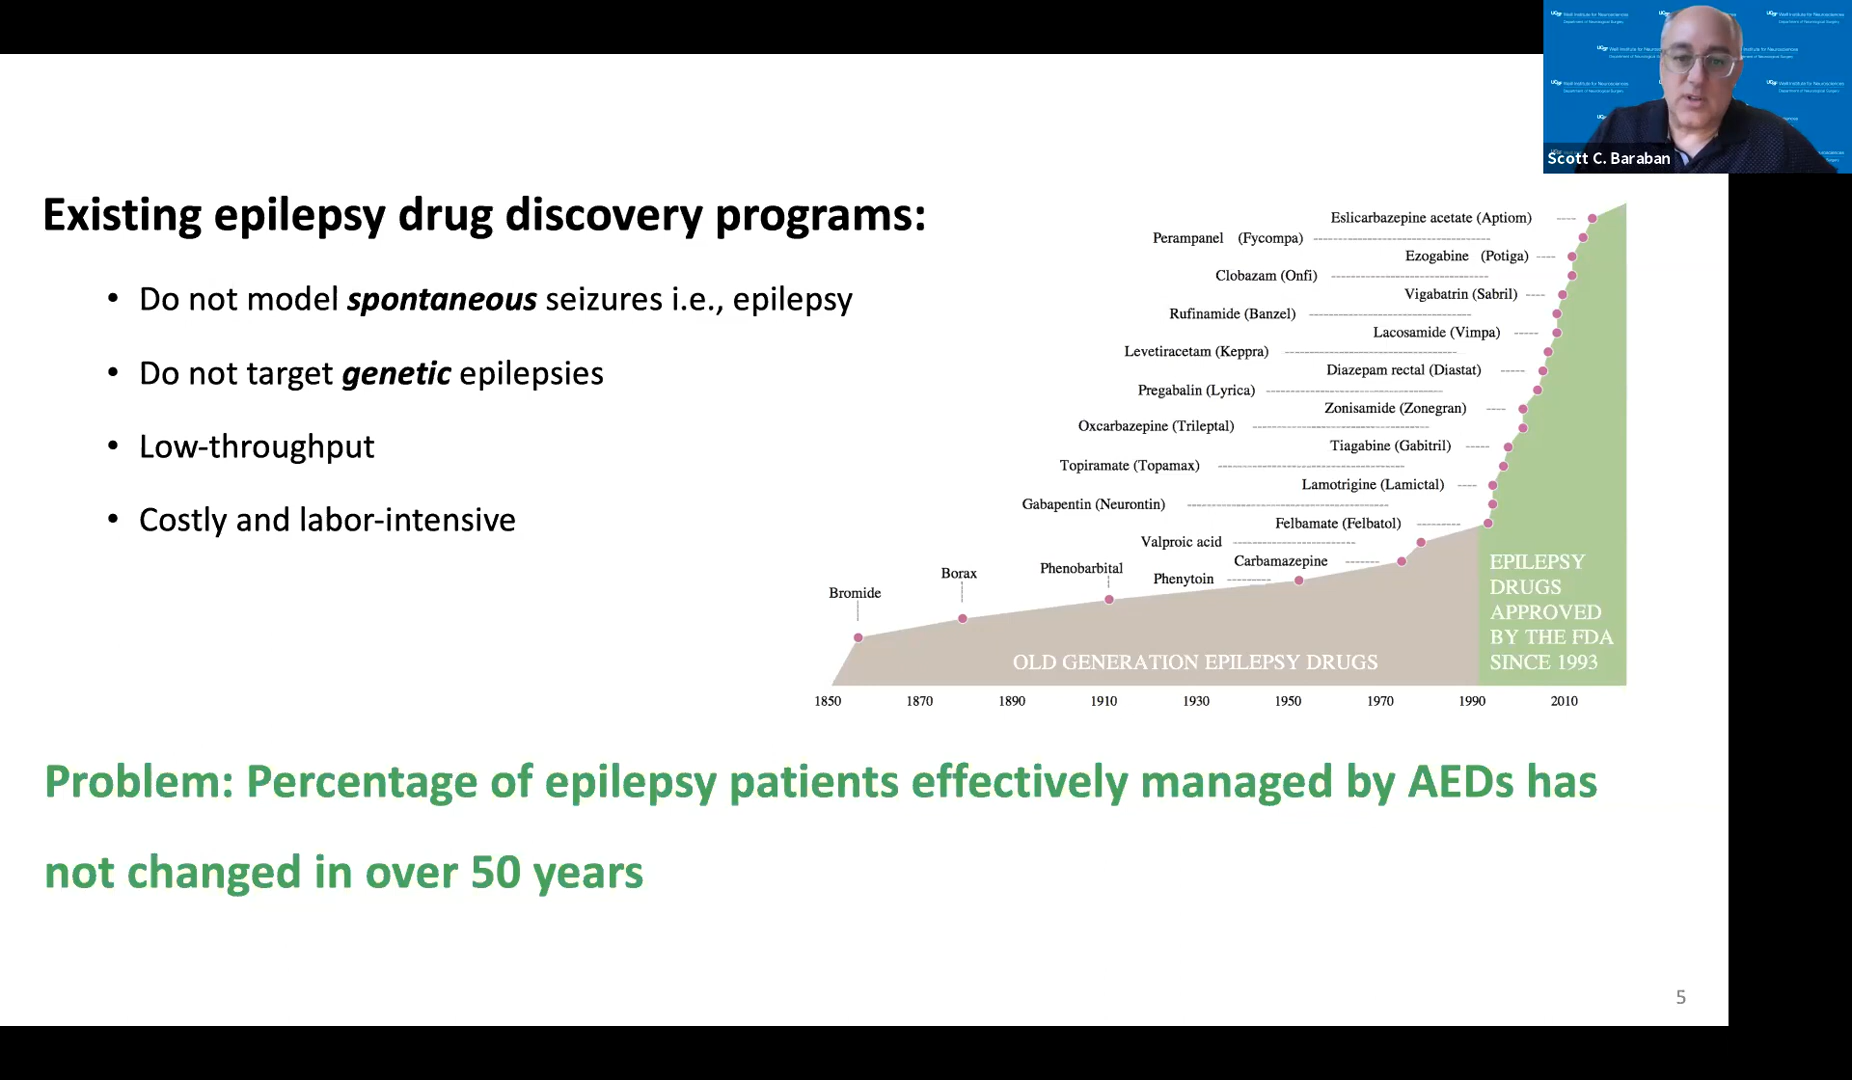 Scott C. Baraban
Existing epilepsy drug discovery programs:
• Do not model spontaneous seizures i.e., epilepsy
• Do not target genetic epilepsies
• Low-throughput
• Costly and labor-intensive
Eslicarbazepine acetate (Aptiom)
Perampanel (Fycompa)
Ezogabine (Potiga)
Clobazam (Onfi)
Vigabatrin (Sabril)
Rufinamide (Banzel)
Lacosamide (Vimpa)
Levetiracetam (Keppra)
Diazepam rectal (Diastat)
Pregabalin (Lyrica)
Zonisamide (Zonegran)
Oxcarbazepine (Trileptal)
Tiagabine (Gabitril)
Topiramate (Topamax)
Lamotrigine (Lamictal)
Gabapentin (Neurontin)
Felbamate (Felbatol)
Valproic acid
Carbamazepine
Phenobarbital
Phenytoin
Borax
Bromide
OLD GENERATION EPILEPSY DRUGS
EPILEPSY
DRUGS
APPROVED
BY THE FDA
SINCE 1993
1850 1870 1890 1910 1930 1950 1970 1990 2010
Problem: Percentage of epilepsy patients effectively managed by AEDs has
not changed in over 50 years
5